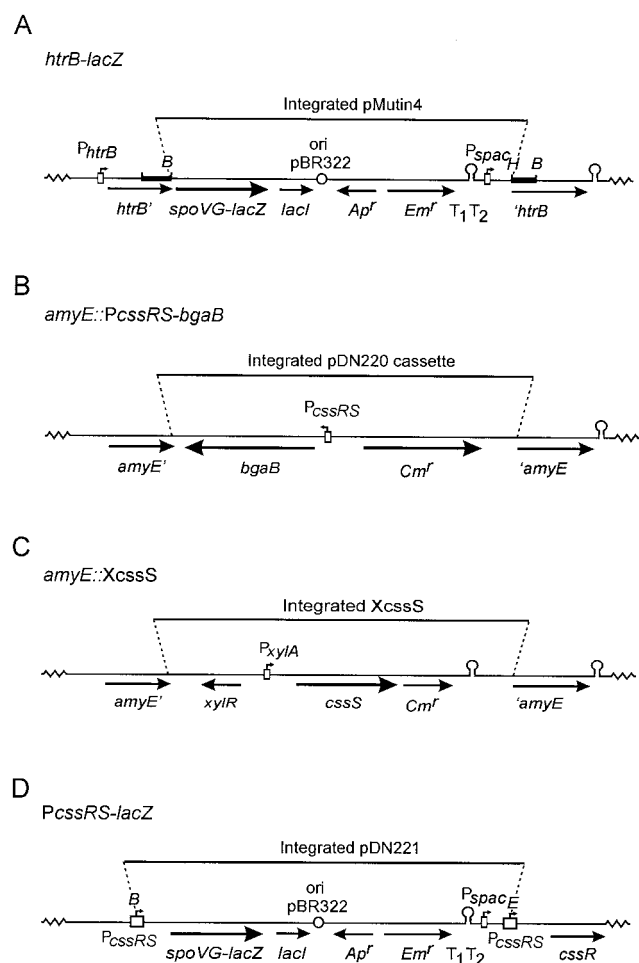 A
htrB-lacZ
Integrated pMutin4
PhtrB B ori pBR322 Pspac H B
htrB' spoVG-lacZ lacI Apr Emr T1T2 'htrB
B
amyE::PcssRS-bgaB
Integrated pDN220 cassette
PcssRS
amyE' bgaB Cmr 'amyE
C
amyE::XcssS
Integrated XcssS
PxylA
amyE' xylR cssS Cmr 'amyE
D
PcssRS-lacZ
Integrated pDN221
B ori pBR322 Pspac E
PcssRS spoVG-lacZ lacI Apr Emr T1T2 PcssRS cssR